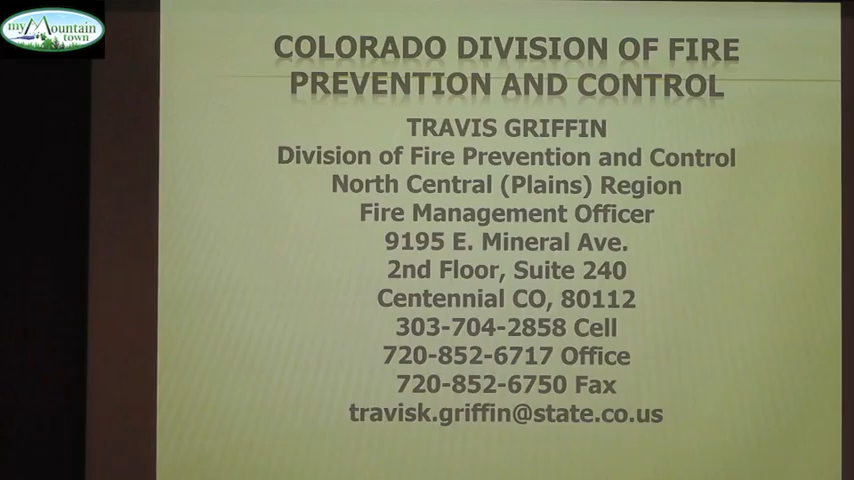 my Mountain
town
COLORADO DIVISION OF FIRE
PREVENTION AND CONTROL
TRAVIS GRIFFIN
Division of Fire Prevention and Control
North Central (Plains) Region
Fire Management Officer
9195 E. Mineral Ave.
2nd Floor, Suite 240
Centennial CO, 80112
303-704-2858 Cell
720-852-6717 Office
720-852-6750 Fax
travisk.griffin@state.co.us